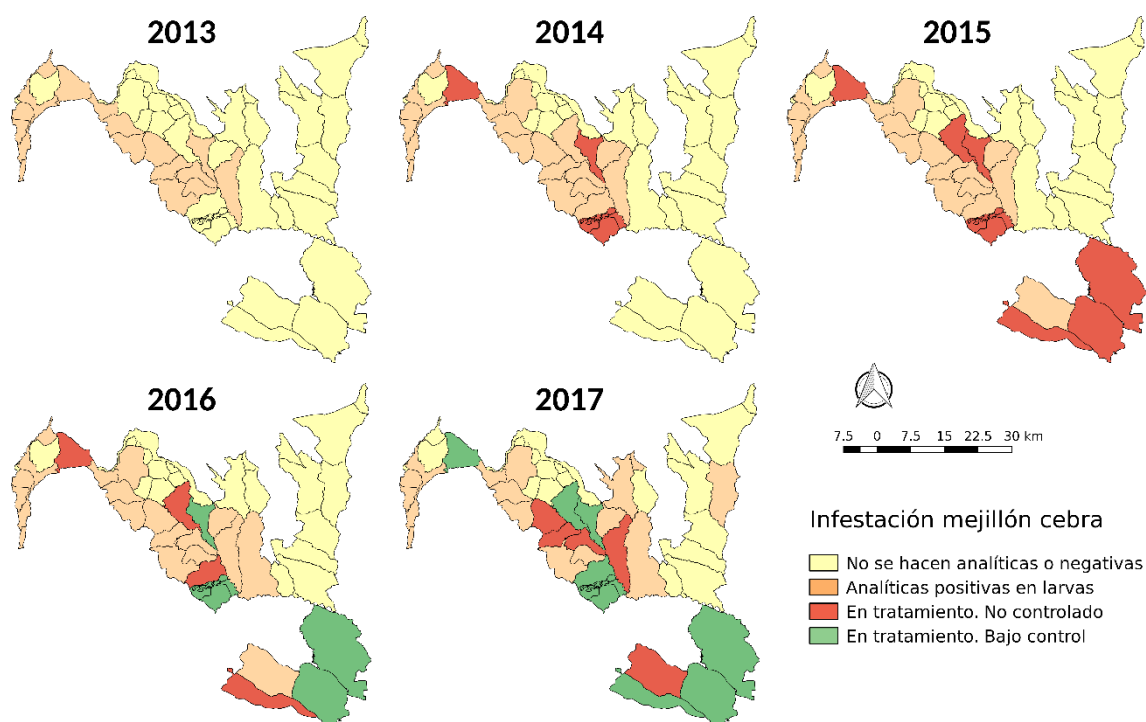 2013
2014
2015
2016
2017
7.5 0 7.5 15 22.5 30 km
Infestación mejillón cebra
No se hacen analíticas o negativas
Analíticas positivas en larvas
En tratamiento. No controlado
En tratamiento. Bajo control